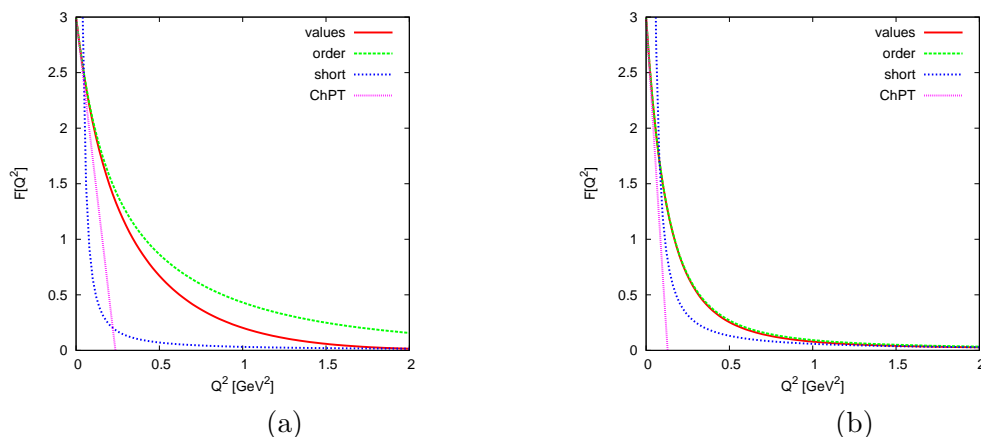 3
2.5
2
1.5
1
0.5
0
F[Q²]
values
order
short
ChPT
0 0.5 1 1.5 2
Q² [GeV²]
(a)
3
2.5
2
1.5
1
0.5
0
F[Q²]
values
order
short
ChPT
0 0.5 1 1.5 2
Q² [GeV²]
(b)